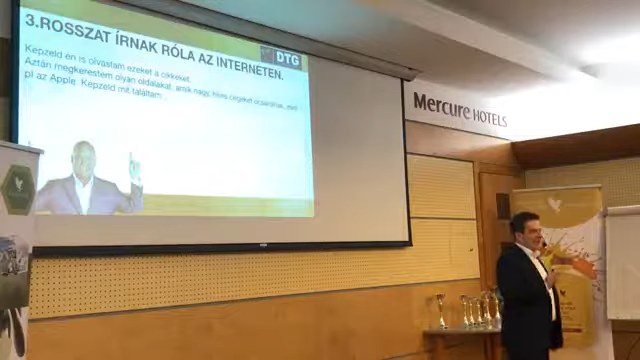 3.ROSSZAT ÍRNAK RÓLA AZ INTERNETEN.
DTG
Képzeld én is olvastam ezeket a cikkeket.
Aztán megkerestem olyan oldalakat, amik nagy, híres cégeket ócsárolnak, mint
pl az Apple. Képzeld mit találtam...
Mercure HOTELS